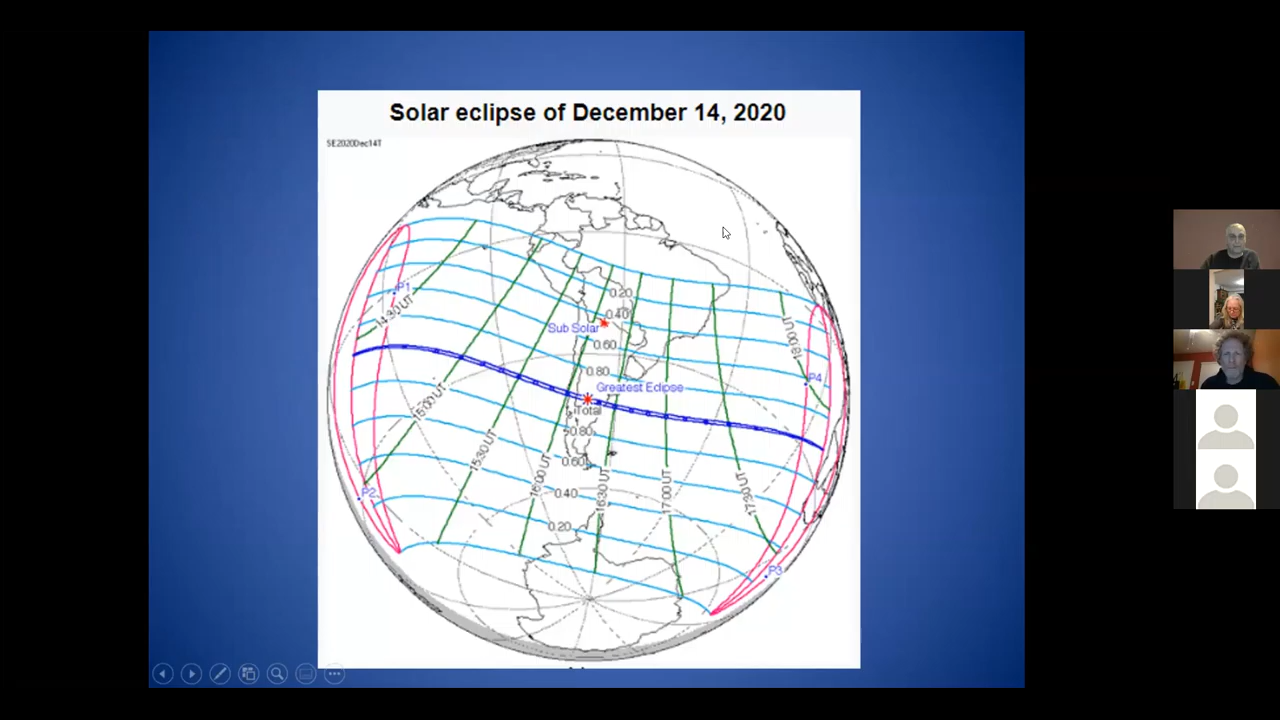 Solar eclipse of December 14, 2020
SE2020Dec14T
P1
14:30 UT
0.20
0.40
Sub Solar
0.60
18:00 UT
0.80
P4
Greatest Eclipse
15:00 UT
Total
0.80
15:30 UT
0.60
16:00 UT
16:30 UT
17:00 UT
17:30 UT
P2
0.40
0.20
P3